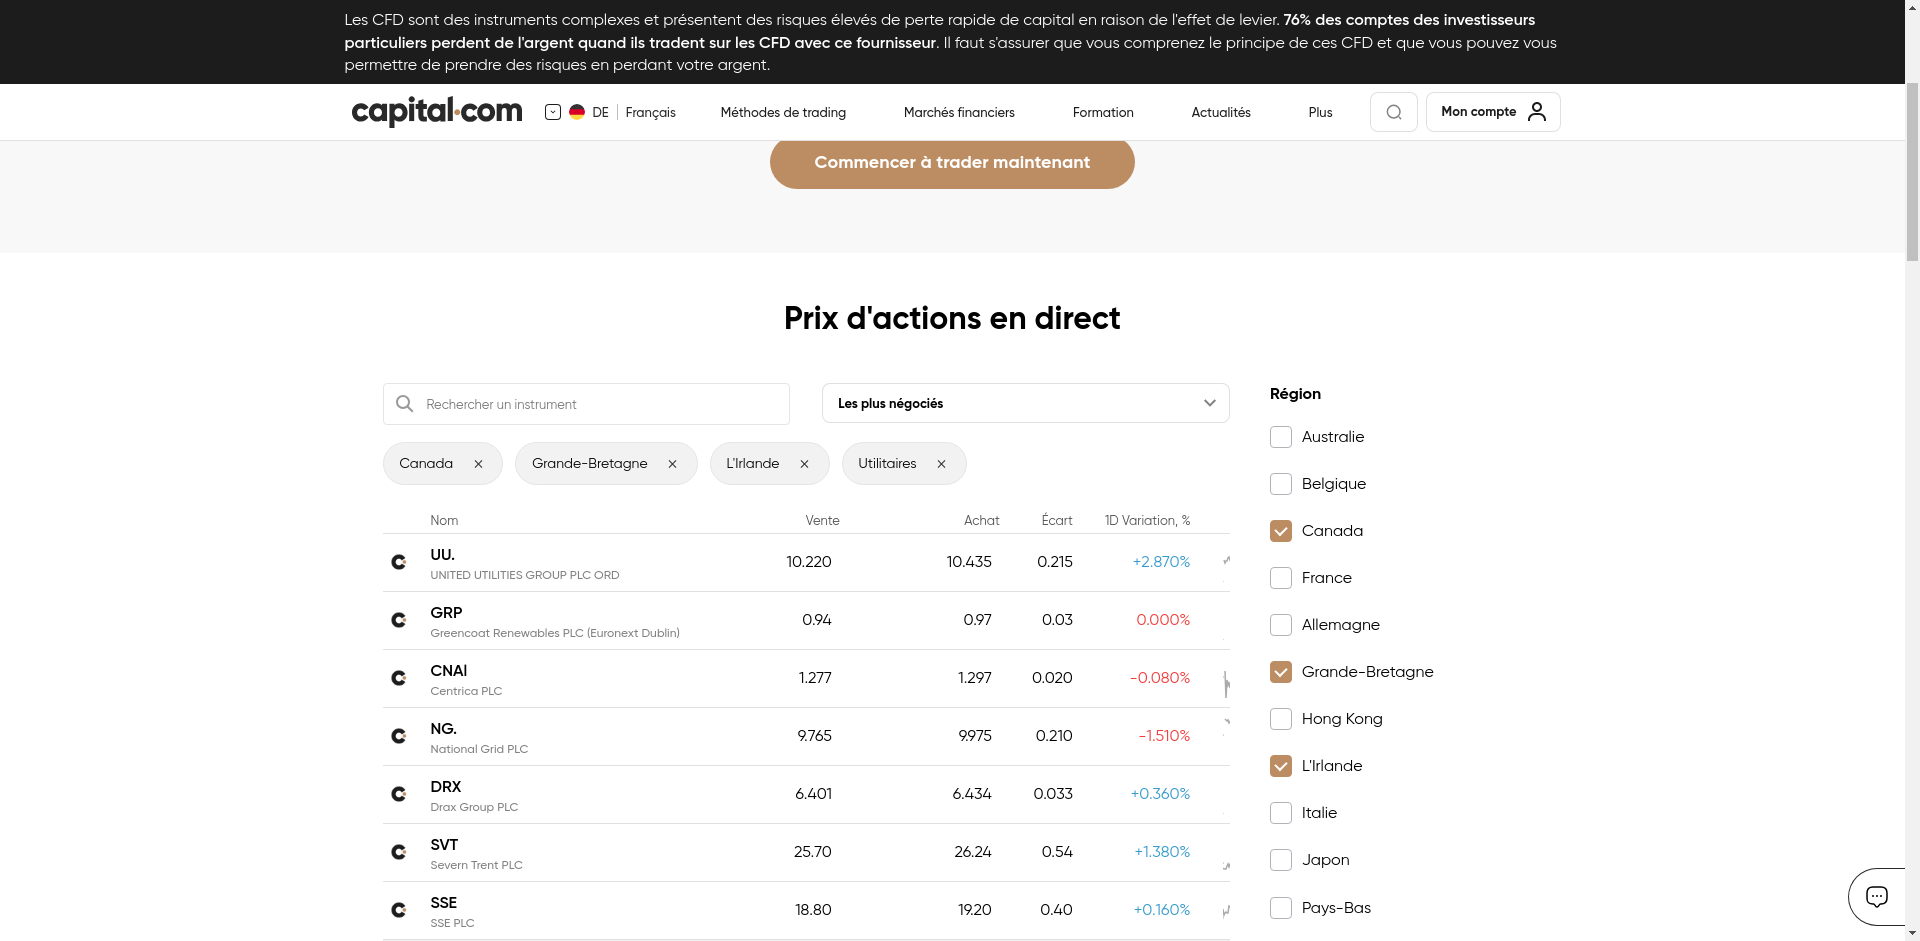 Les CFD sont des instruments complexes et présentent des risques élevés de perte rapide de capital en raison de l'effet de levier. 76% des comptes des investisseurs
particuliers perdent de l'argent quand ils tradent sur les CFD avec ce fournisseur. Il faut s'assurer que vous comprenez le principe de ces CFD et que vous pouvez vous
permettre de prendre des risques en perdant votre argent.
capital.com DE Français Méthodes de trading Marchés financiers Formation Actualités Plus Mon compte
Commencer à trader maintenant
Prix d'actions en direct
Rechercher un instrument
Les plus négociés
Canada
Grande-Bretagne
L'Irlande
Utilitaires
Nom Vente Achat Écart 1D Variation, %
UU. 10.220 10.435 0.215 +2.870%
UNITED UTILITIES GROUP PLC ORD
GRP 0.94 0.97 0.03 0.000%
Greencoat Renewables PLC (Euronext Dublin)
CNAl 1.277 1.297 0.020 -0.080%
Centrica PLC
NG. 9.765 9.975 0.210 -1.510%
National Grid PLC
DRX 6.401 6.434 0.033 +0.360%
Drax Group PLC
SVT 25.70 26.24 0.54 +1.380%
Severn Trent PLC
SSE 18.80 19.20 0.40 +0.160%
SSE PLC
Région
Australie
Belgique
Canada
France
Allemagne
Grande-Bretagne
Hong Kong
L'Irlande
Italie
Japon
Pays-Bas